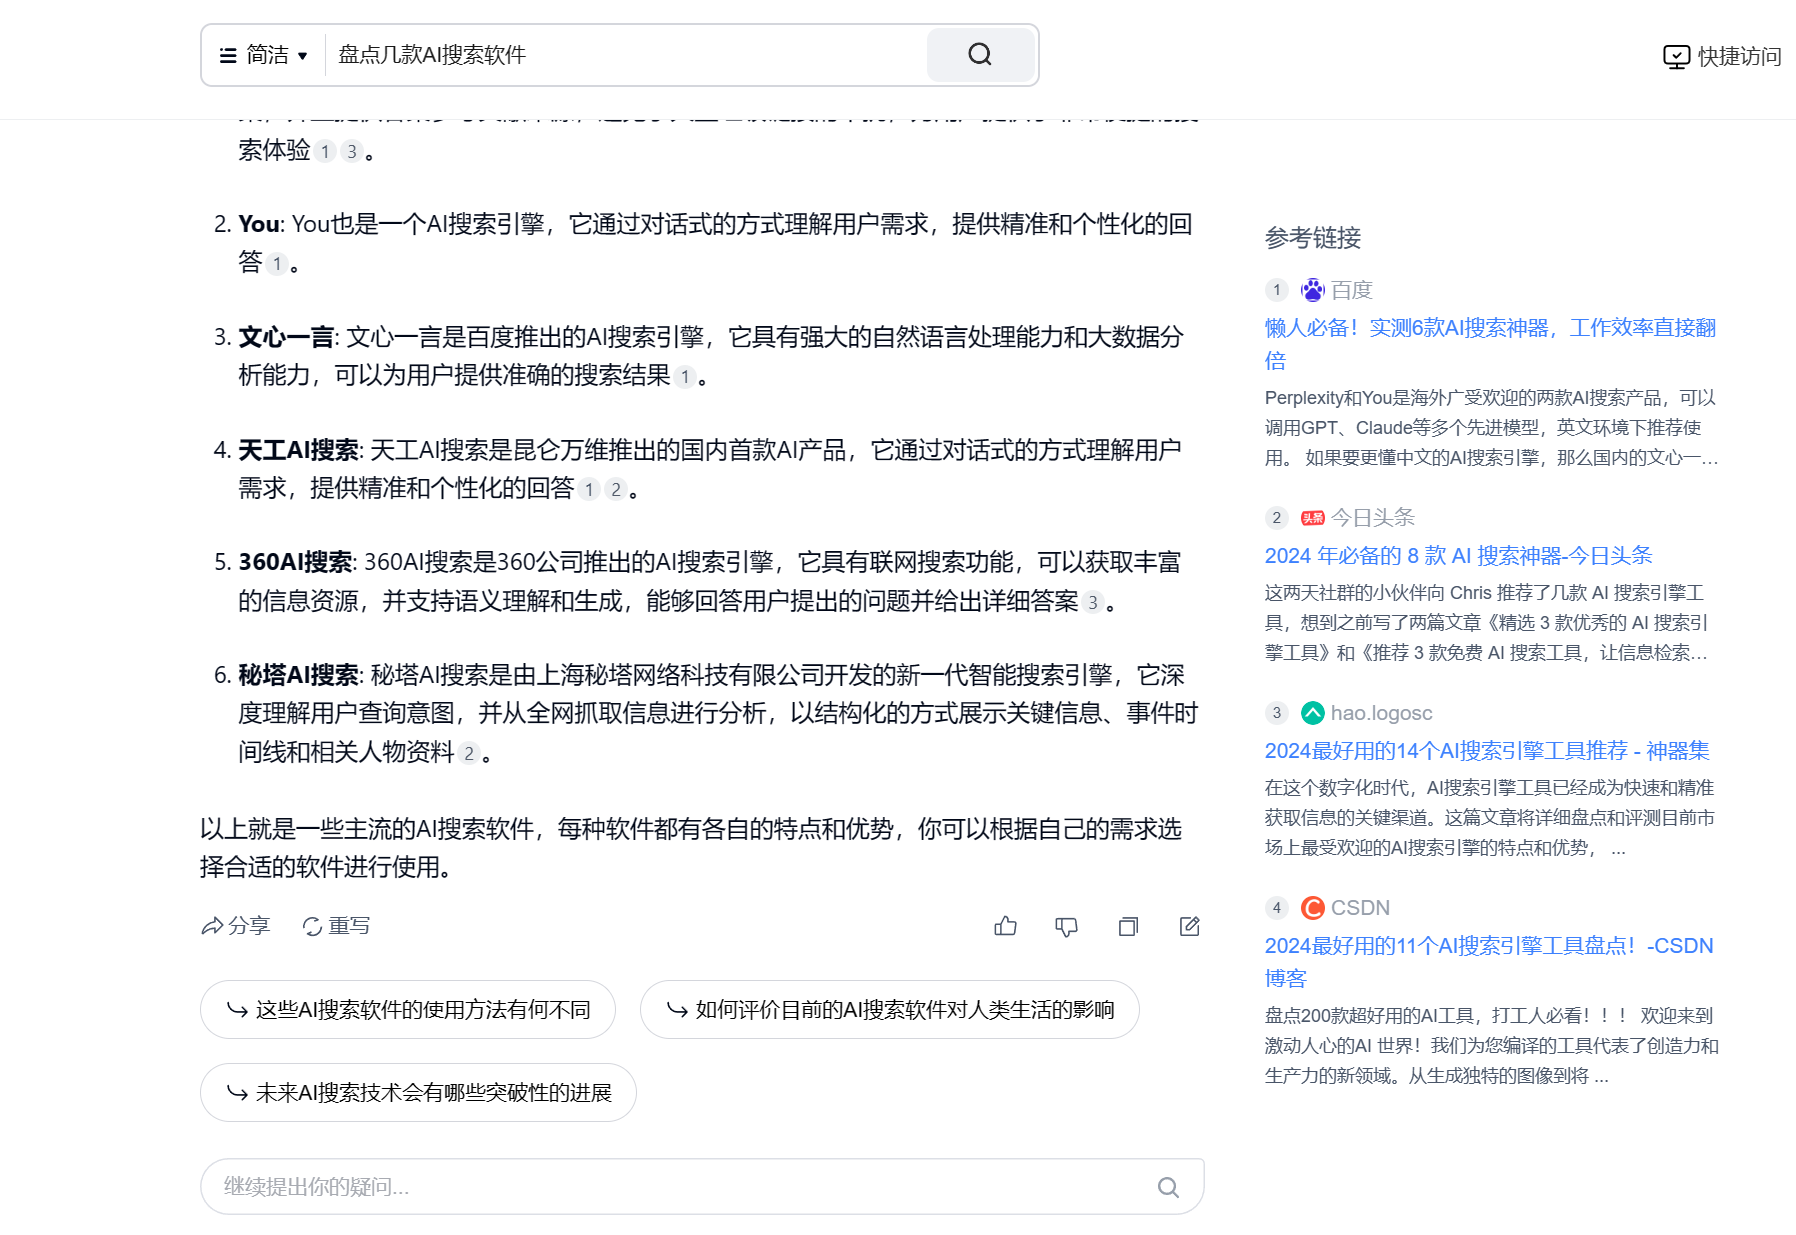 简洁
盘点几款AI搜索软件
快捷访问
索体验 1 3 。
2. You: You也是一个AI搜索引擎，它通过对话式的方式理解用户需求，提供精准和个性化的回
答 1 。
3. 文心一言: 文心一言是百度推出的AI搜索引擎，它具有强大的自然语言处理能力和大数据分
析能力，可以为用户提供准确的搜索结果 1 。
4. 天工AI搜索: 天工AI搜索是昆仑万维推出的国内首款AI产品，它通过对话式的方式理解用户
需求，提供精准和个性化的回答 1 2 。
5. 360AI搜索: 360AI搜索是360公司推出的AI搜索引擎，它具有联网搜索功能，可以获取丰富
的信息资源，并支持语义理解和生成，能够回答用户提出的问题并给出详细答案 3 。
6. 秘塔AI搜索: 秘塔AI搜索是由上海秘塔网络科技有限公司开发的新一代智能搜索引擎，它深
度理解用户查询意图，并从全网抓取信息进行分析，以结构化的方式展示关键信息、事件时
间线和相关人物资料 2 。
以上就是一些主流的AI搜索软件，每种软件都有各自的特点和优势，你可以根据自己的需求选
择合适的软件进行使用。
分享 重写
这些AI搜索软件的使用方法有何不同
如何评价目前的AI搜索软件对人类生活的影响
未来AI搜索技术会有哪些突破性的进展
继续提出你的疑问...
参考链接
1 百度
懒人必备！实测6款AI搜索神器，工作效率直接翻
倍
Perplexity和You是海外广受欢迎的两款AI搜索产品，可以
调用GPT、Claude等多个先进模型，英文环境下推荐使
用。 如果要更懂中文的AI搜索引擎，那么国内的文心一…
2 头条 今日头条
2024 年必备的 8 款 AI 搜索神器-今日头条
这两天社群的小伙伴向 Chris 推荐了几款 AI 搜索引擎工
具，想到之前写了两篇文章《精选 3 款优秀的 AI 搜索引
擎工具》和《推荐 3 款免费 AI 搜索工具，让信息检索…
3 hao.logosc
2024最好用的14个AI搜索引擎工具推荐 - 神器集
在这个数字化时代，AI搜索引擎工具已经成为快速和精准
获取信息的关键渠道。这篇文章将详细盘点和评测目前市
场上最受欢迎的AI搜索引擎的特点和优势， ...
4 C CSDN
2024最好用的11个AI搜索引擎工具盘点！-CSDN
博客
盘点200款超好用的AI工具，打工人必看！！！ 欢迎来到
激动人心的AI 世界！我们为您编译的工具代表了创造力和
生产力的新领域。从生成独特的图像到将 ...